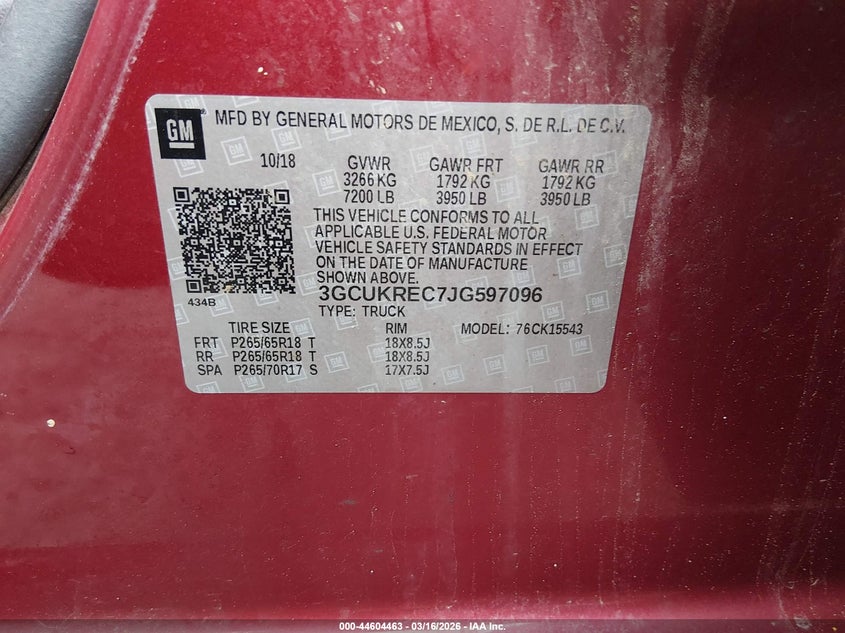 GM
MFD BY GENERAL MOTORS DE MEXICO, S. DE R.L. DE C.V.
10/18 GVWR GAWR FRT GAWR RR
3266 KG 1792 KG 1792 KG
7200 LB 3950 LB 3950 LB
THIS VEHICLE CONFORMS TO ALL
APPLICABLE U.S. FEDERAL MOTOR
VEHICLE SAFETY STANDARDS IN EFFECT
ON THE DATE OF MANUFACTURE
SHOWN ABOVE.
434B
3GCUKREC7JG597096
TYPE: TRUCK
TIRE SIZE RIM MODEL: 76CK15543
FRT P265/65R18 T 18X8.5J
RR P265/65R18 T 18X8.5J
SPA P265/70R17 S 17X7.5J
000-44604463 - 03/16/2026 - IAA Inc.